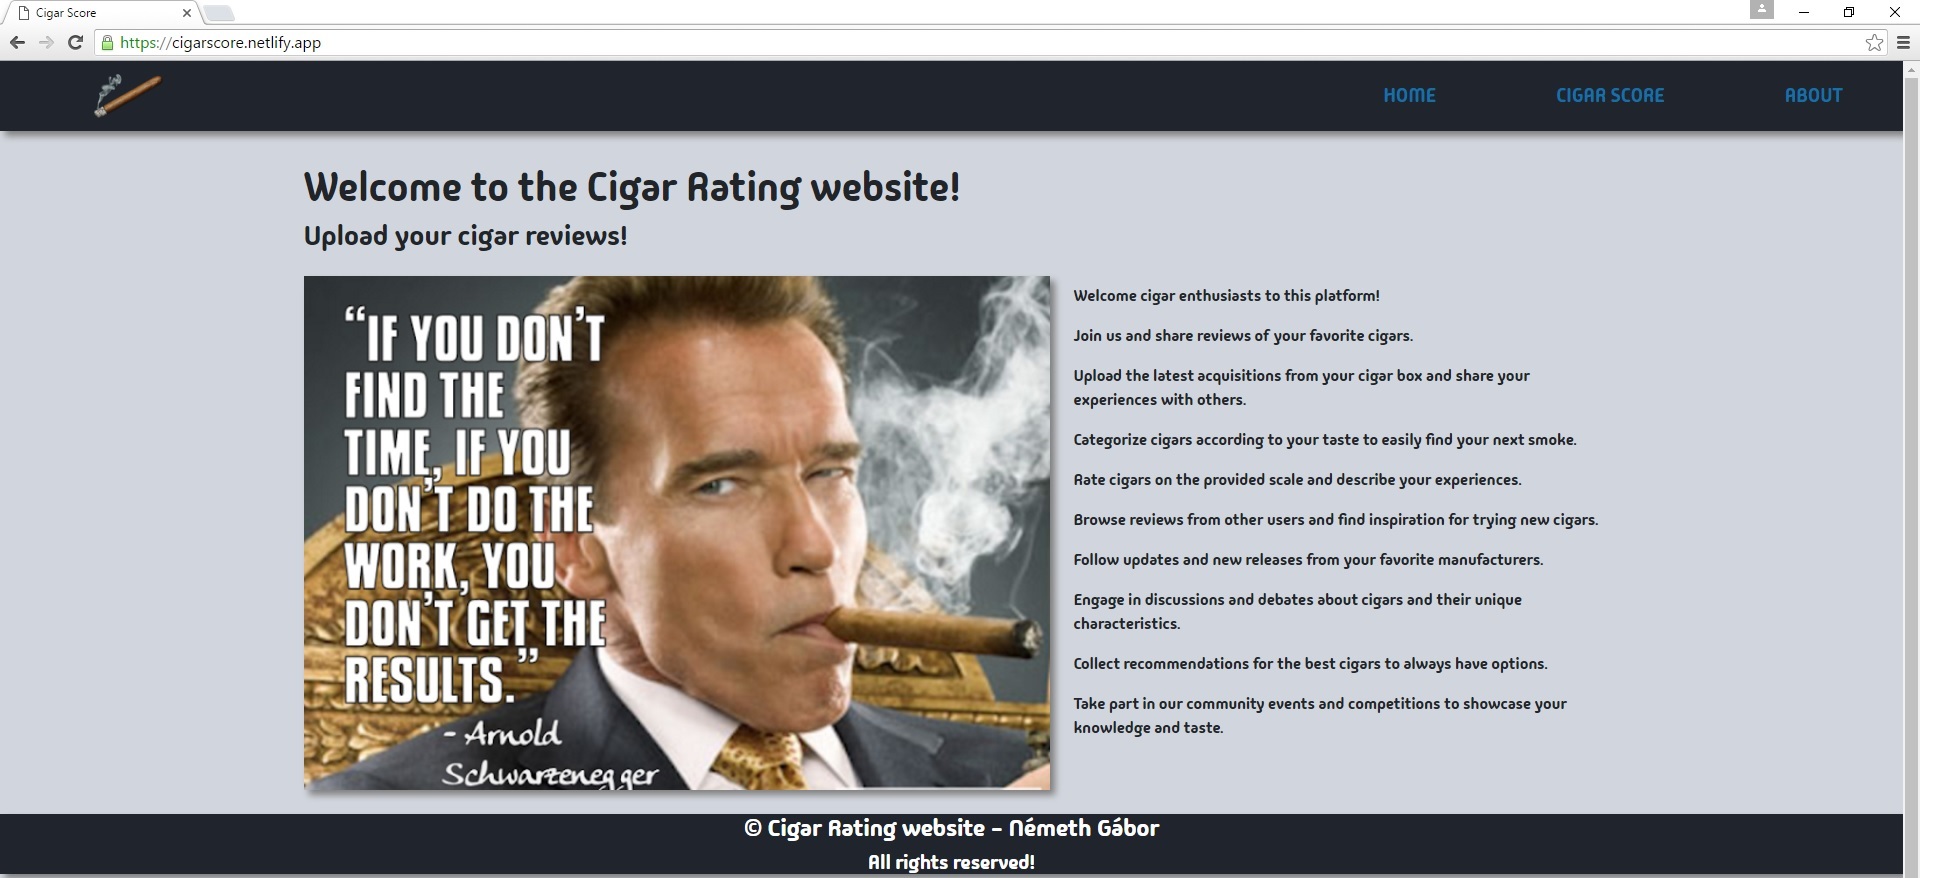 Cigar Score
https://cigarscore.netlify.app
HOME
CIGAR SCORE
ABOUT
Welcome to the Cigar Rating website!
Upload your cigar reviews!
“IF YOU DON’T
FIND THE
TIME, IF YOU
DON’T DO THE
WORK, YOU
DON’T GET THE
RESULTS.”
- Arnold
Schwarzenegger
Welcome cigar enthusiasts to this platform!
Join us and share reviews of your favorite cigars.
Upload the latest acquisitions from your cigar box and share your
experiences with others.
Categorize cigars according to your taste to easily find your next smoke.
Rate cigars on the provided scale and describe your experiences.
Browse reviews from other users and find inspiration for trying new cigars.
Follow updates and new releases from your favorite manufacturers.
Engage in discussions and debates about cigars and their unique
characteristics.
Collect recommendations for the best cigars to always have options.
Take part in our community events and competitions to showcase your
knowledge and taste.
© Cigar Rating website - Németh Gábor
All rights reserved!